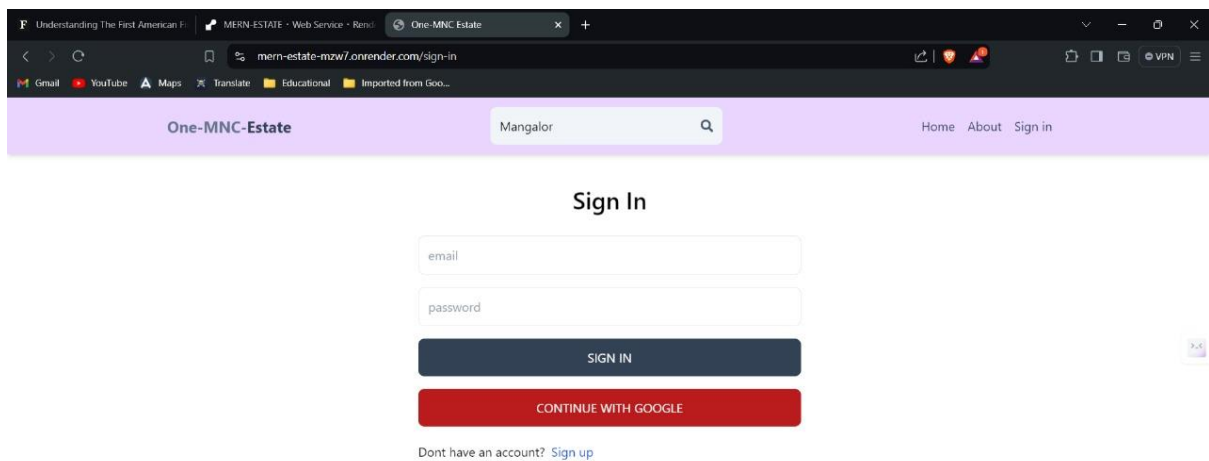 F Understanding The First American Fi
MERN-ESTATE · Web Service · Rende
One-MNC Estate
mern-estate-mzw7.onrender.com/sign-in
VPN
Gmail YouTube Maps Translate Educational Imported from Goo...
One-MNC-Estate
Mangalor
Home About Sign in
Sign In
email
password
SIGN IN
CONTINUE WITH GOOGLE
Dont have an account? Sign up